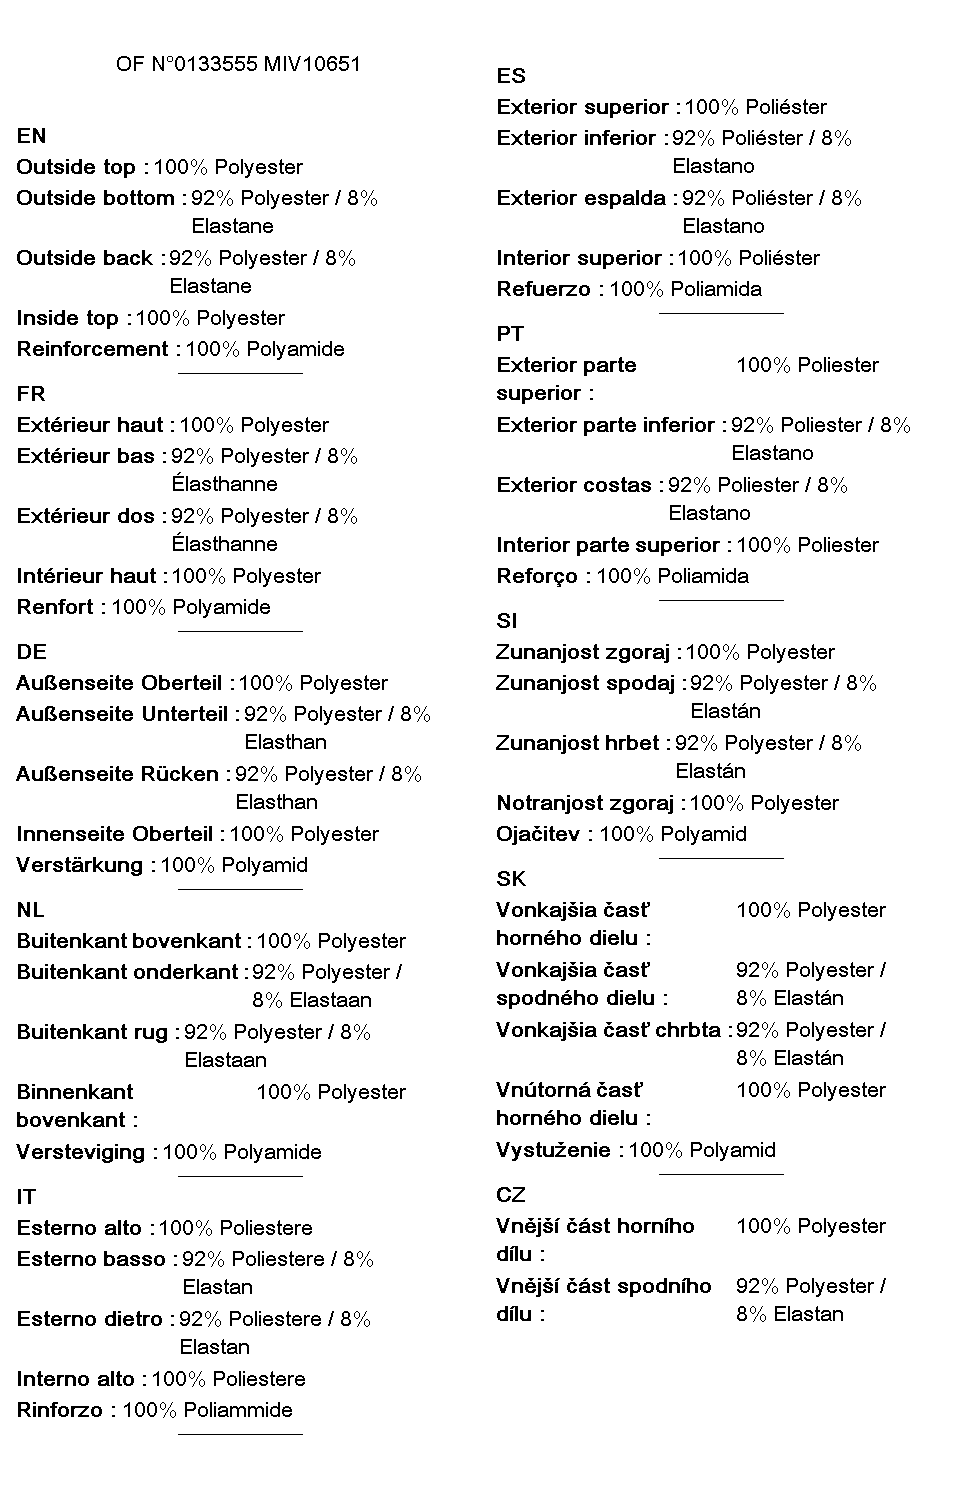 OF N°0133555 MIV10651
EN
Outside top : 100% Polyester
Outside bottom : 92% Polyester / 8%
Elastane
Outside back : 92% Polyester / 8%
Elastane
Inside top : 100% Polyester
Reinforcement : 100% Polyamide
FR
Extérieur haut : 100% Polyester
Extérieur bas : 92% Polyester / 8%
Élasthanne
Extérieur dos : 92% Polyester / 8%
Élasthanne
Intérieur haut : 100% Polyester
Renfort : 100% Polyamide
DE
Außenseite Oberteil : 100% Polyester
Außenseite Unterteil : 92% Polyester / 8%
Elasthan
Außenseite Rücken : 92% Polyester / 8%
Elasthan
Innenseite Oberteil : 100% Polyester
Verstärkung : 100% Polyamid
NL
Buitenkant bovenkant : 100% Polyester
Buitenkant onderkant : 92% Polyester /
8% Elastaan
Buitenkant rug : 92% Polyester / 8%
Elastaan
Binnenkant 100% Polyester
bovenkant :
Versteviging : 100% Polyamide
IT
Esterno alto : 100% Poliestere
Esterno basso : 92% Poliestere / 8%
Elastan
Esterno dietro : 92% Poliestere / 8%
Elastan
Interno alto : 100% Poliestere
Rinforzo : 100% Poliammide
ES
Exterior superior : 100% Poliéster
Exterior inferior : 92% Poliéster / 8%
Elastano
Exterior espalda : 92% Poliéster / 8%
Elastano
Interior superior : 100% Poliéster
Refuerzo : 100% Poliamida
PT
Exterior parte 100% Poliester
superior :
Exterior parte inferior : 92% Poliester / 8%
Elastano
Exterior costas : 92% Poliester / 8%
Elastano
Interior parte superior : 100% Poliester
Reforço : 100% Poliamida
SI
Zunanjost zgoraj : 100% Polyester
Zunanjost spodaj : 92% Polyester / 8%
Elastán
Zunanjost hrbet : 92% Polyester / 8%
Elastán
Notranjost zgoraj : 100% Polyester
Ojačitev : 100% Polyamid
SK
Vonkajšia časť 100% Polyester
horného dielu :
Vonkajšia časť 92% Polyester /
spodného dielu : 8% Elastán
Vonkajšia časť chrbta : 92% Polyester /
8% Elastán
Vnútorná časť 100% Polyester
horného dielu :
Vystuženie : 100% Polyamid
CZ
Vnější část horního 100% Polyester
dílu :
Vnější část spodního 92% Polyester /
dílu : 8% Elastan